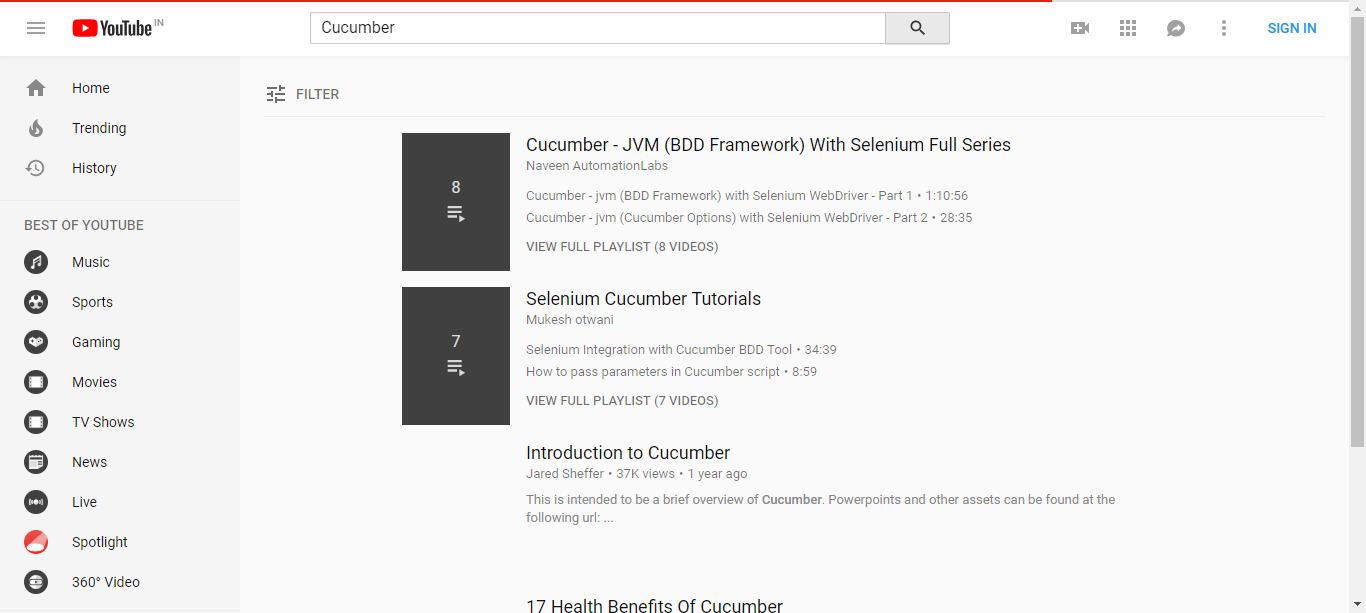 YouTube IN
Cucumber
SIGN IN
Home
Trending
History
BEST OF YOUTUBE
Music
Sports
Gaming
Movies
TV Shows
News
Live
Spotlight
360° Video
FILTER
8
Cucumber - JVM (BDD Framework) With Selenium Full Series
Naveen AutomationLabs
Cucumber - jvm (BDD Framework) with Selenium WebDriver - Part 1 • 1:10:56
Cucumber - jvm (Cucumber Options) with Selenium WebDriver - Part 2 • 28:35
VIEW FULL PLAYLIST (8 VIDEOS)
7
Selenium Cucumber Tutorials
Mukesh otwani
Selenium Integration with Cucumber BDD Tool • 34:39
How to pass parameters in Cucumber script • 8:59
VIEW FULL PLAYLIST (7 VIDEOS)
Introduction to Cucumber
Jared Sheffer • 37K views • 1 year ago
This is intended to be a brief overview of Cucumber. Powerpoints and other assets can be found at the
following url: ...
17 Health Benefits Of Cucumber